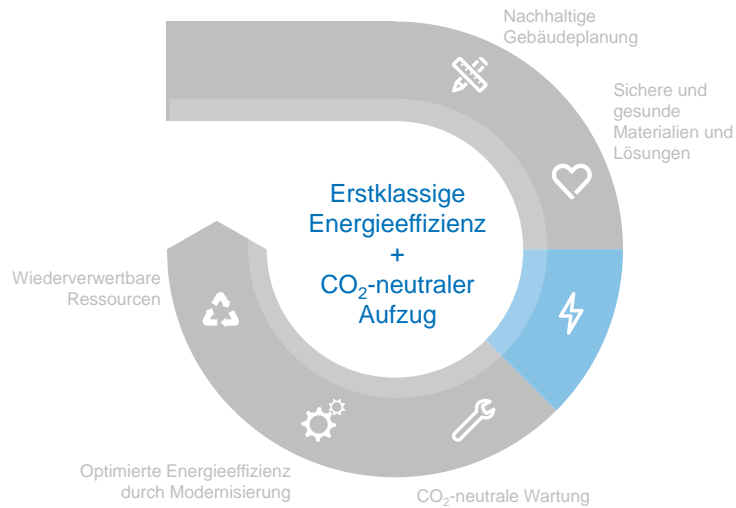 Nachhaltige
Gebäudeplanung
Sichere und
gesunde
Materialien und
Lösungen
Erstklassige
Energieeffizienz
+
CO₂-neutraler
Aufzug
Wiederverwertbare
Ressourcen
Optimierte Energieeffizienz
durch Modernisierung
CO₂-neutrale Wartung